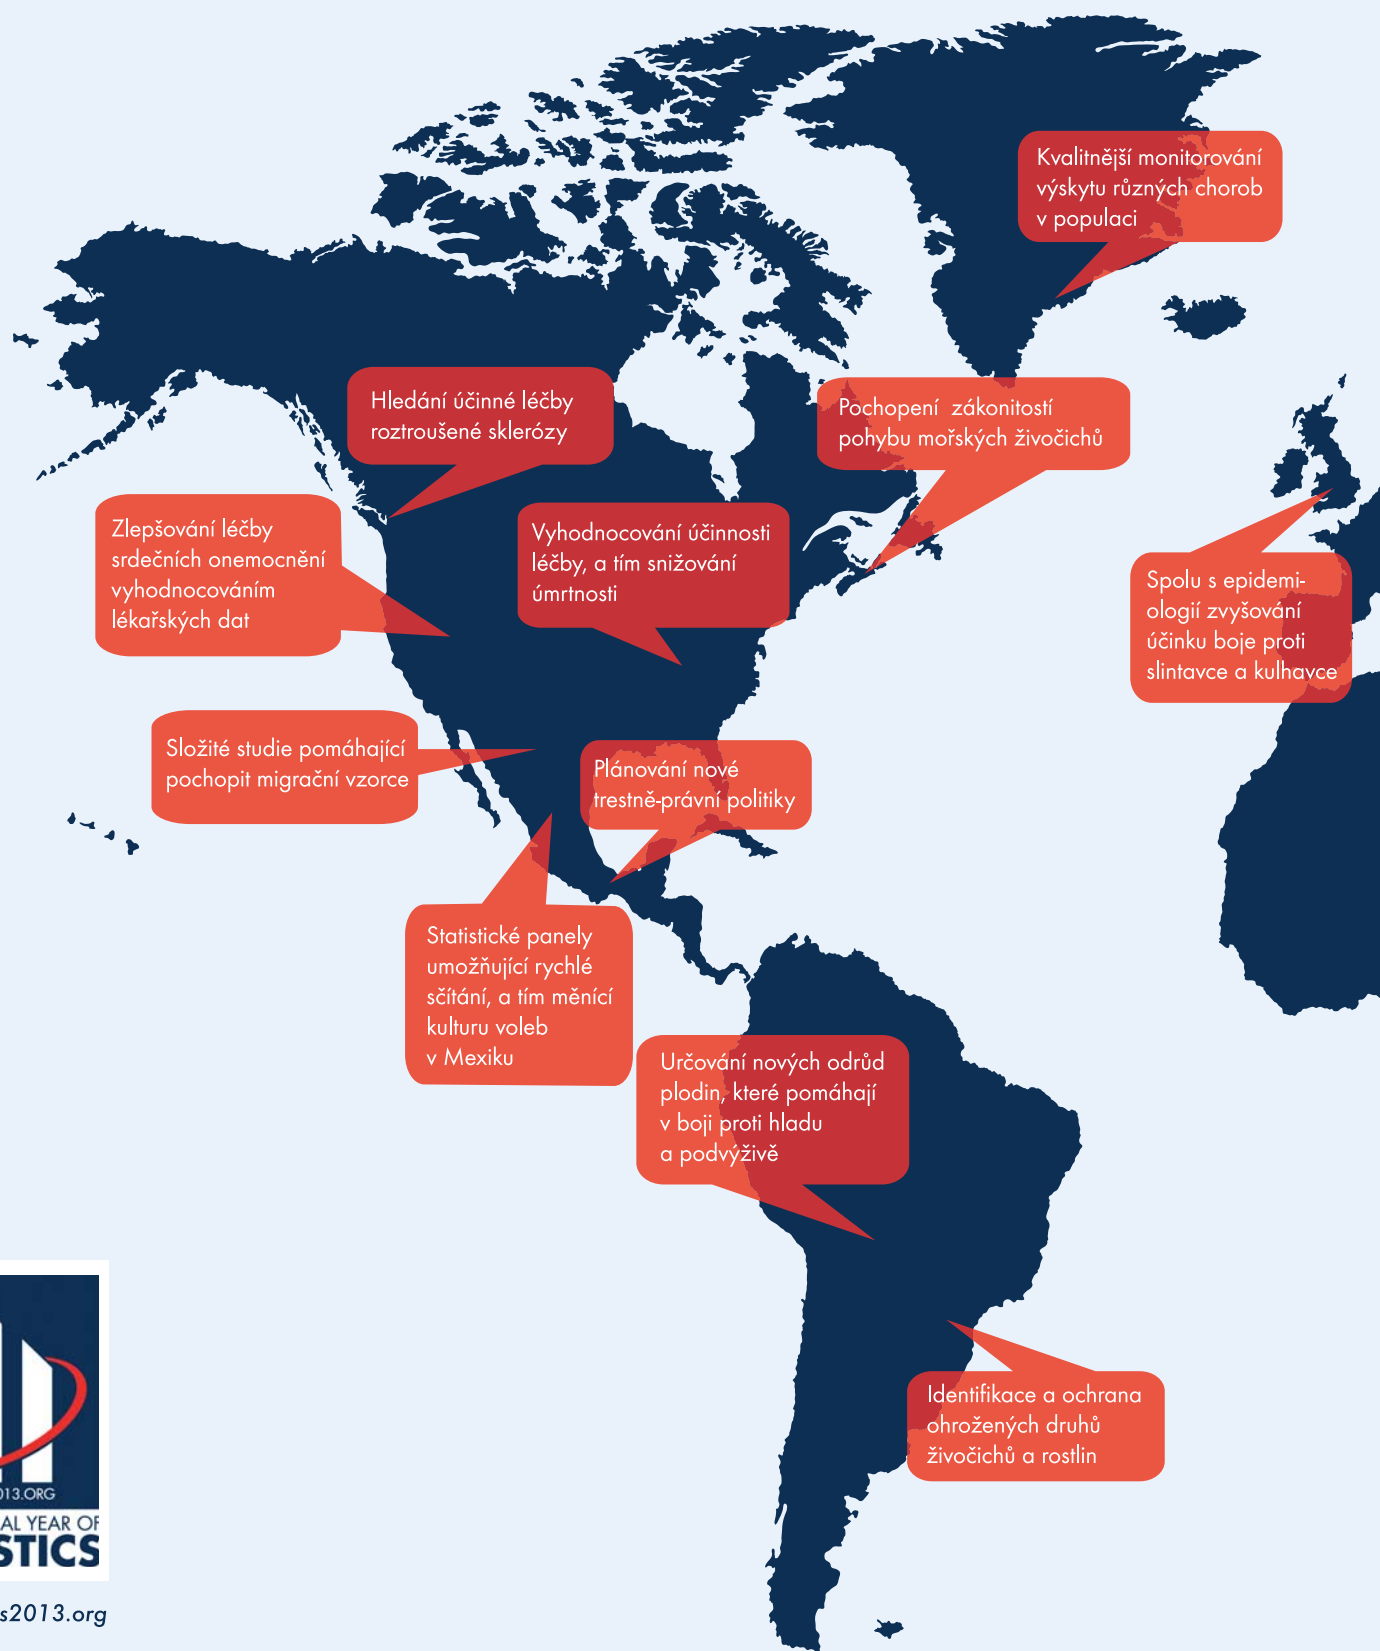 Kvalitnější monitorování
výskytu různých chorob
v populaci
Hledání účinné léčby
roztroušené sklerózy
Pochopení zákonitostí
pohybu mořských živočichů
Zlepšování léčby
srdečních onemocnění
vyhodnocováním
lékařských dat
Vyhodnocování účinnosti
léčby, a tím snižování
úmrtnosti
Spolu s epidemi-
ologií zvyšování
účinku boje proti
slintavce a kulhavce
Složité studie pomáhající
pochopit migrační vzorce
Plánování nové
trestně-právní politiky
Statistické panely
umožňující rychlé
sčítání, a tím měnící
kulturu voleb
v Mexiku
Určování nových odrůd
plodin, které pomáhají
v boji proti hladu
a podvýživě
Identifikace a ochrana
ohrožených druhů
živočichů a rostlin
013.ORG
AL YEAR OF
STICS
s2013.org